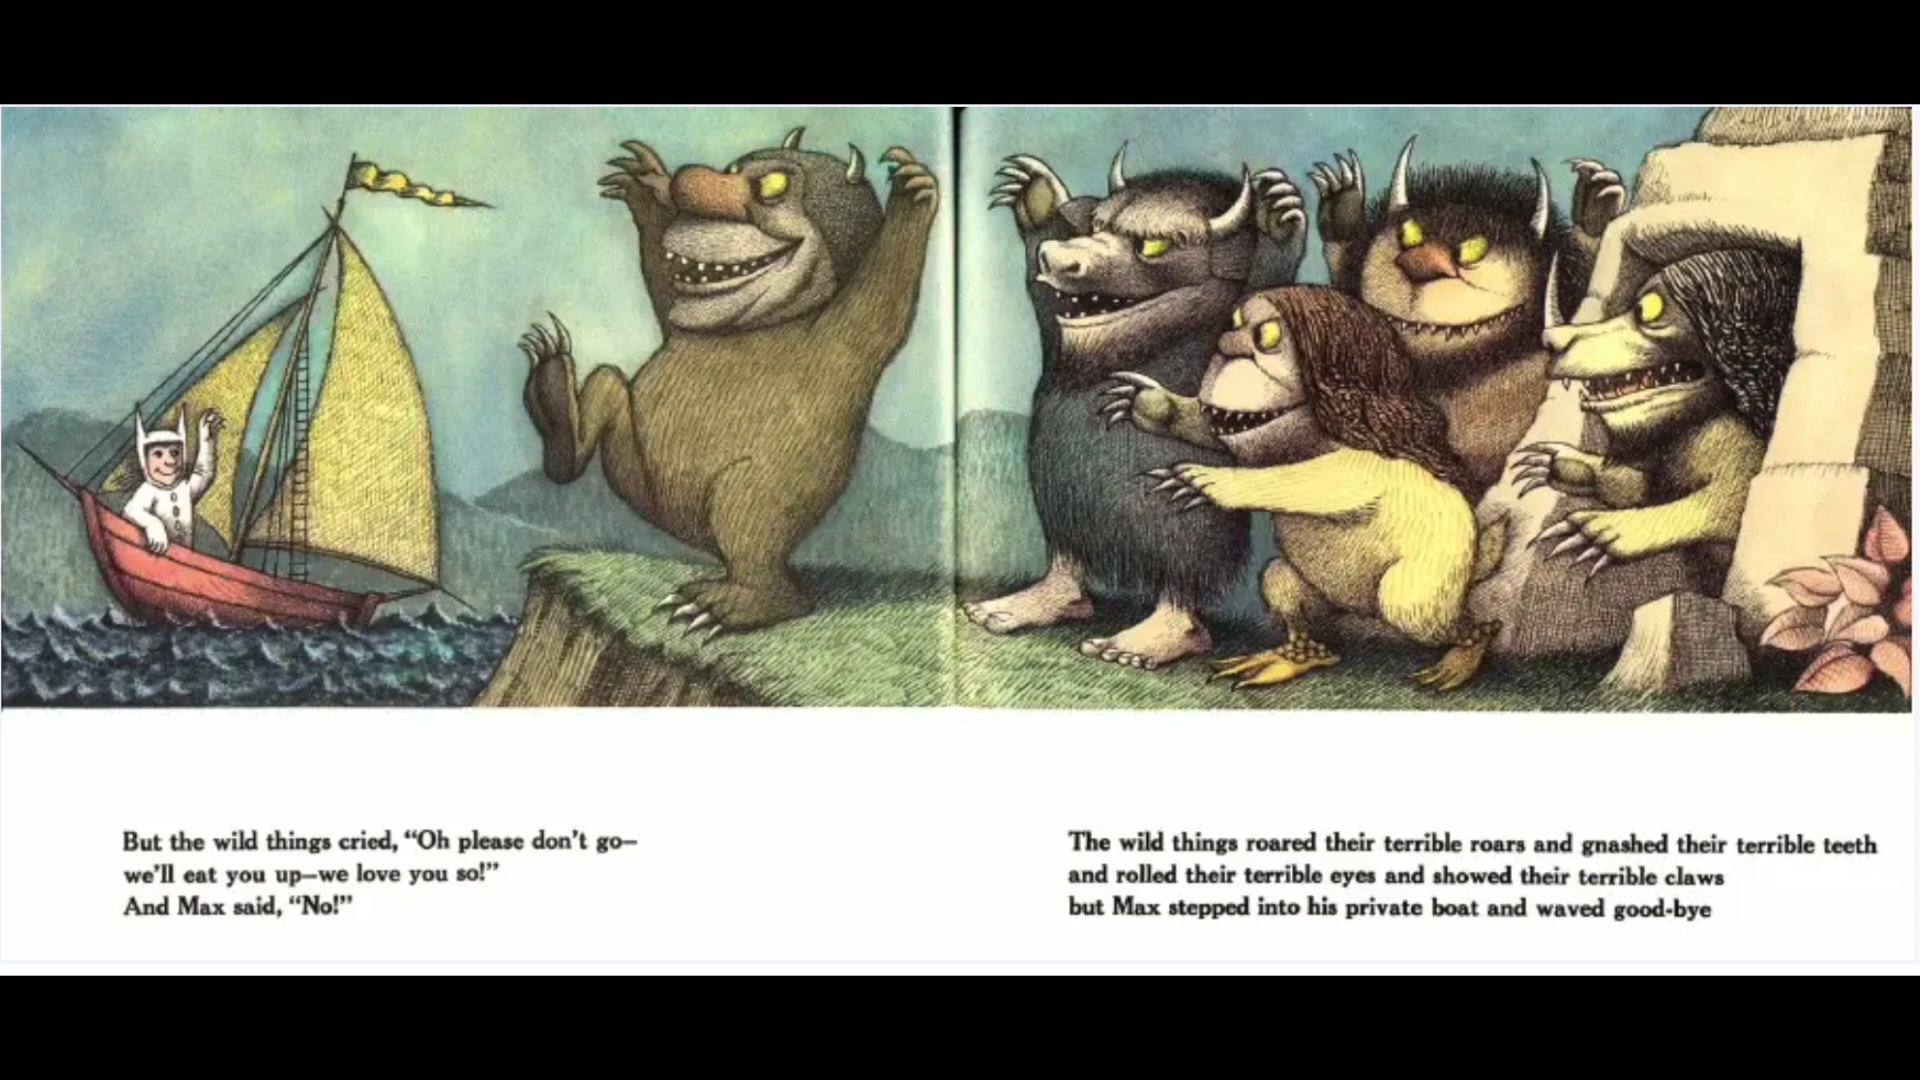 But the wild things cried, “Oh please don’t go–
we’ll eat you up–we love you so!”
And Max said, “No!”
The wild things roared their terrible roars and gnashed their terrible teeth
and rolled their terrible eyes and showed their terrible claws
but Max stepped into his private boat and waved good-bye